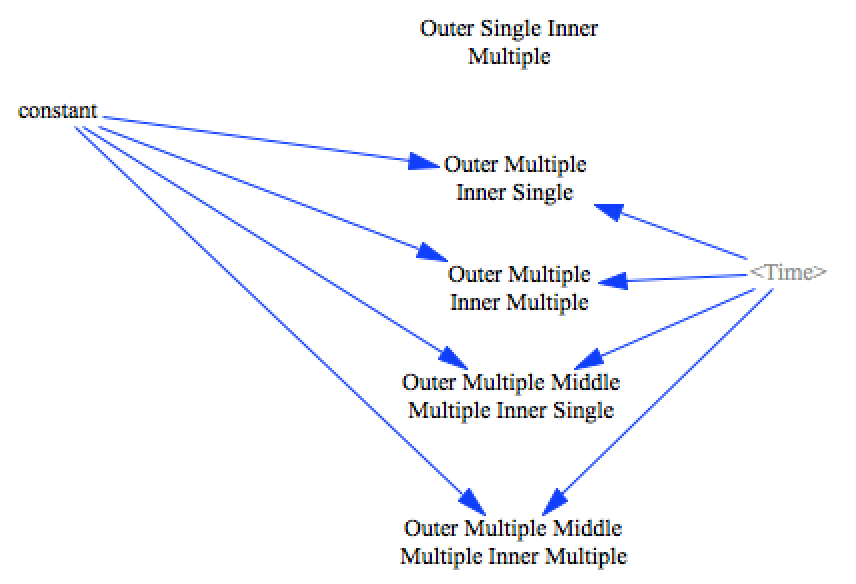 Outer Single Inner
Multiple
constant
Outer Multiple
Inner Single
<Time>
Outer Multiple
Inner Multiple
Outer Multiple Middle
Multiple Inner Single
Outer Multiple Middle
Multiple Inner Multiple